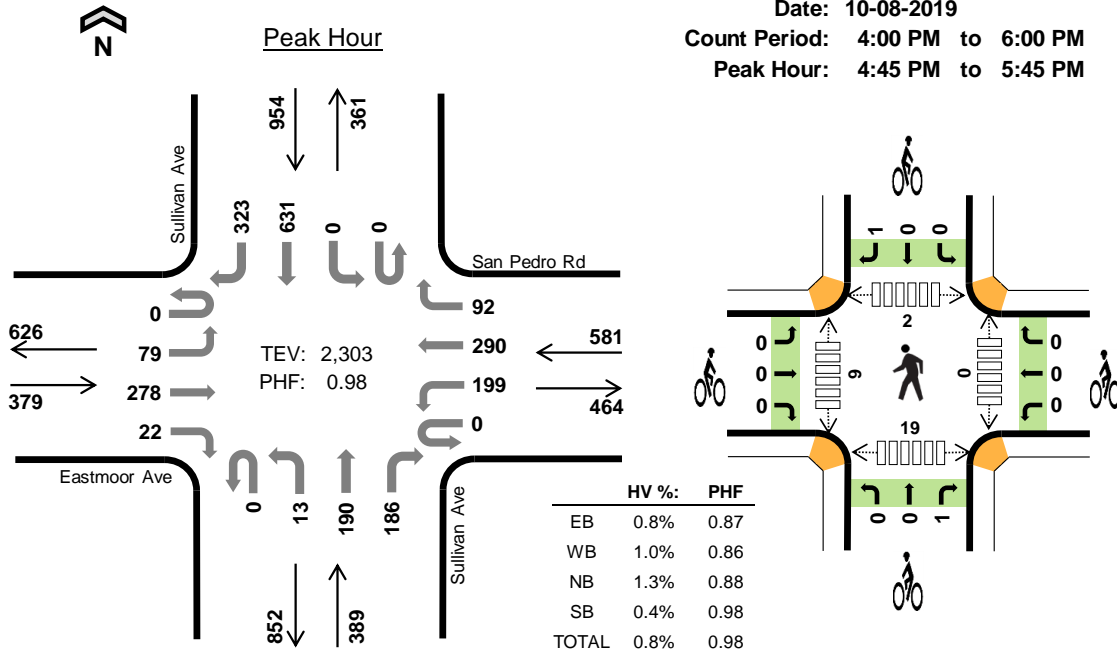 N
Peak Hour
Date: 10-08-2019
Count Period: 4:00 PM to 6:00 PM
Peak Hour: 4:45 PM to 5:45 PM
954
361
Sullivan Ave
323
631
0
0
San Pedro Rd
0
79
278
22
626
379
TEV: 2,303
PHF: 0.98
92
290
199
0
581
464
Eastmoor Ave
0
13
190
186
Sullivan Ave
852
389
HV %: PHF
EB 0.8% 0.87
WB 1.0% 0.86
NB 1.3% 0.88
SB 0.4% 0.98
TOTAL 0.8% 0.98
1
0
0
2
0
0
0
9
0
0
0
0
19
0
0
1